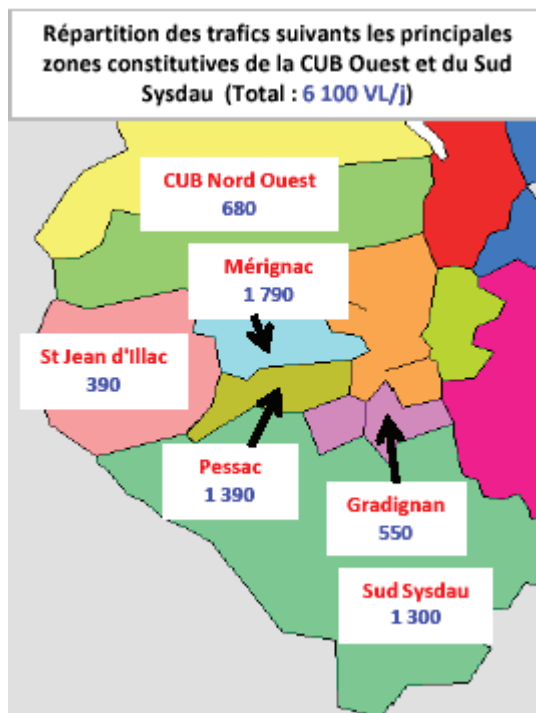 Répartition des trafics suivants les principales
zones constitutives de la CUB Ouest et du Sud
Sysdau (Total : 6 100 VL/j)
CUB Nord Ouest
680
Mérignac
1 790
St Jean d'Illac
390
Pessac
1 390
Gradignan
550
Sud Sysdau
1 300